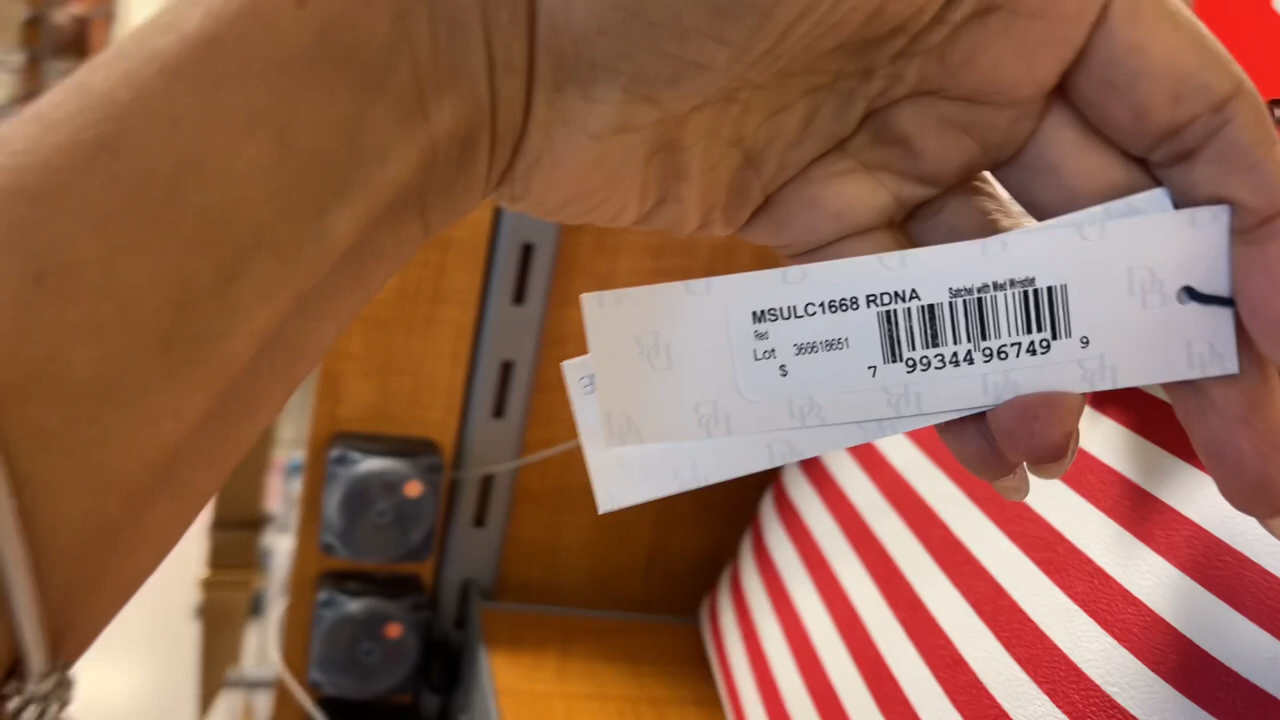 MSULC1668 RDNA
Satchel with Med Wristlet
Red
Lot 366618651
$
7 99344 96749 9